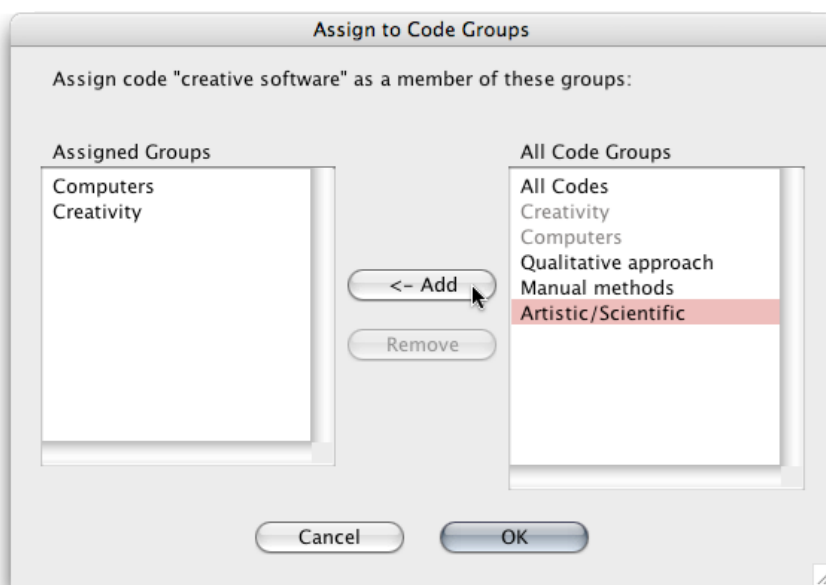 Assign to Code Groups
Assign code "creative software" as a member of these groups:
Assigned Groups
Computers
Creativity
<- Add
Remove
All Code Groups
All Codes
Creativity
Computers
Qualitative approach
Manual methods
Artistic/Scientific
Cancel
OK